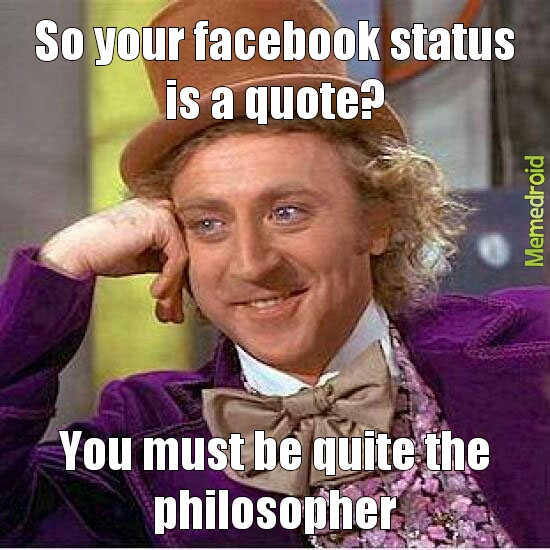 So your facebook status
is a quote?
Memedroid
You must be quite the
philosopher